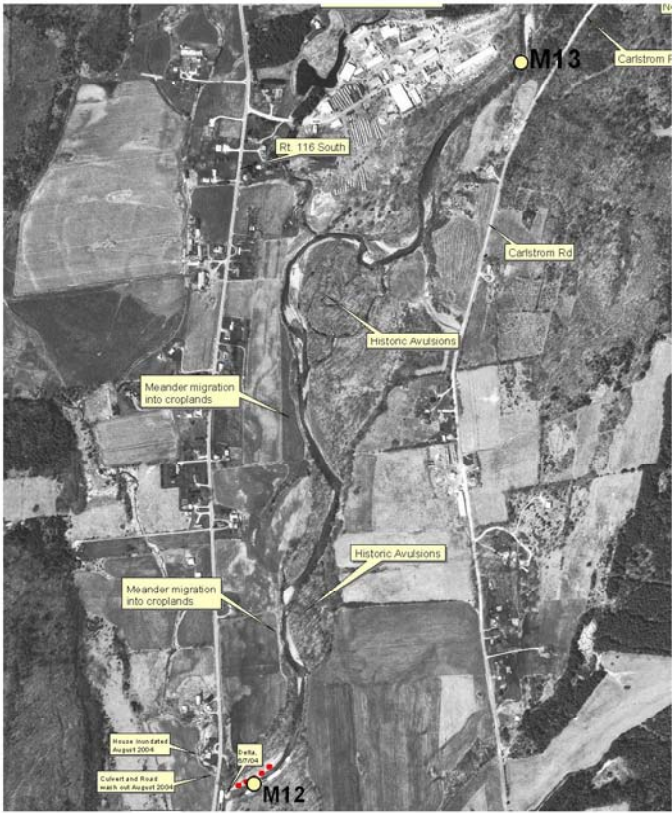 M13
Carlstrom
Rt. 116 South
Carlstrom Rd
Historic Avulsions
Meander migration
into croplands
Historic Avulsions
Meander migration
into croplands
House inundated
August 2004
Delta,
6/7/04
Culvert and Road
wash out August 2004
M12